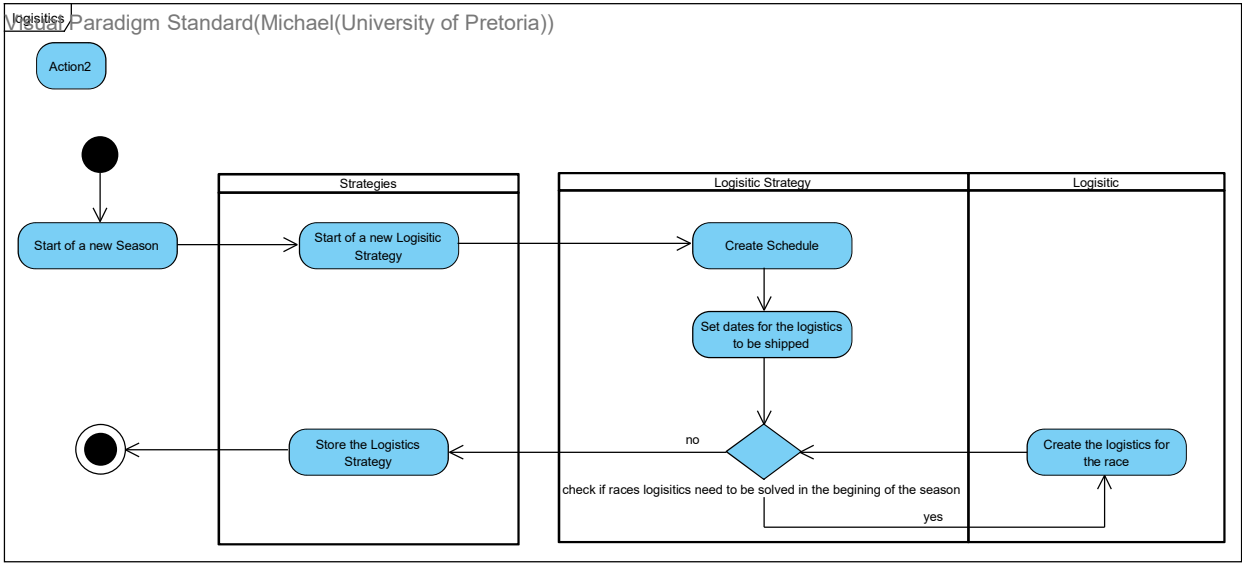 logisitics
Visual Paradigm Standard(Michael(University of Pretoria))
Action2
Strategies
Logisitic Strategy
Logisitic
Start of a new Season
Start of a new Logisitic
Strategy
Create Schedule
Set dates for the logistics
to be shipped
no
Store the Logistics
Strategy
Create the logistics for
the race
check if races logisitics need to be solved in the begining of the season
yes